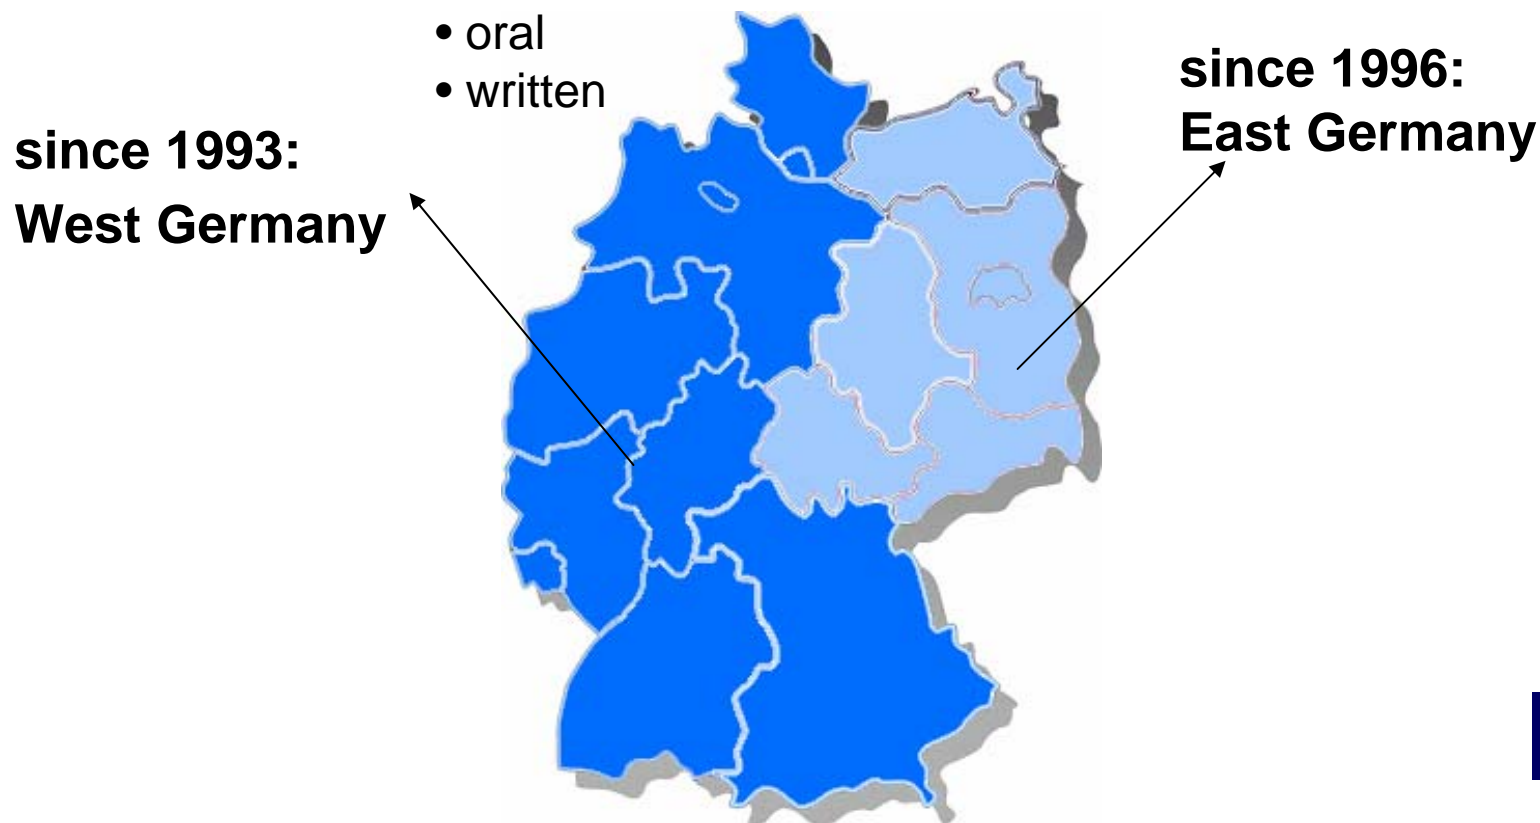 • oral
• written
since 1993:
West Germany
since 1996:
East Germany